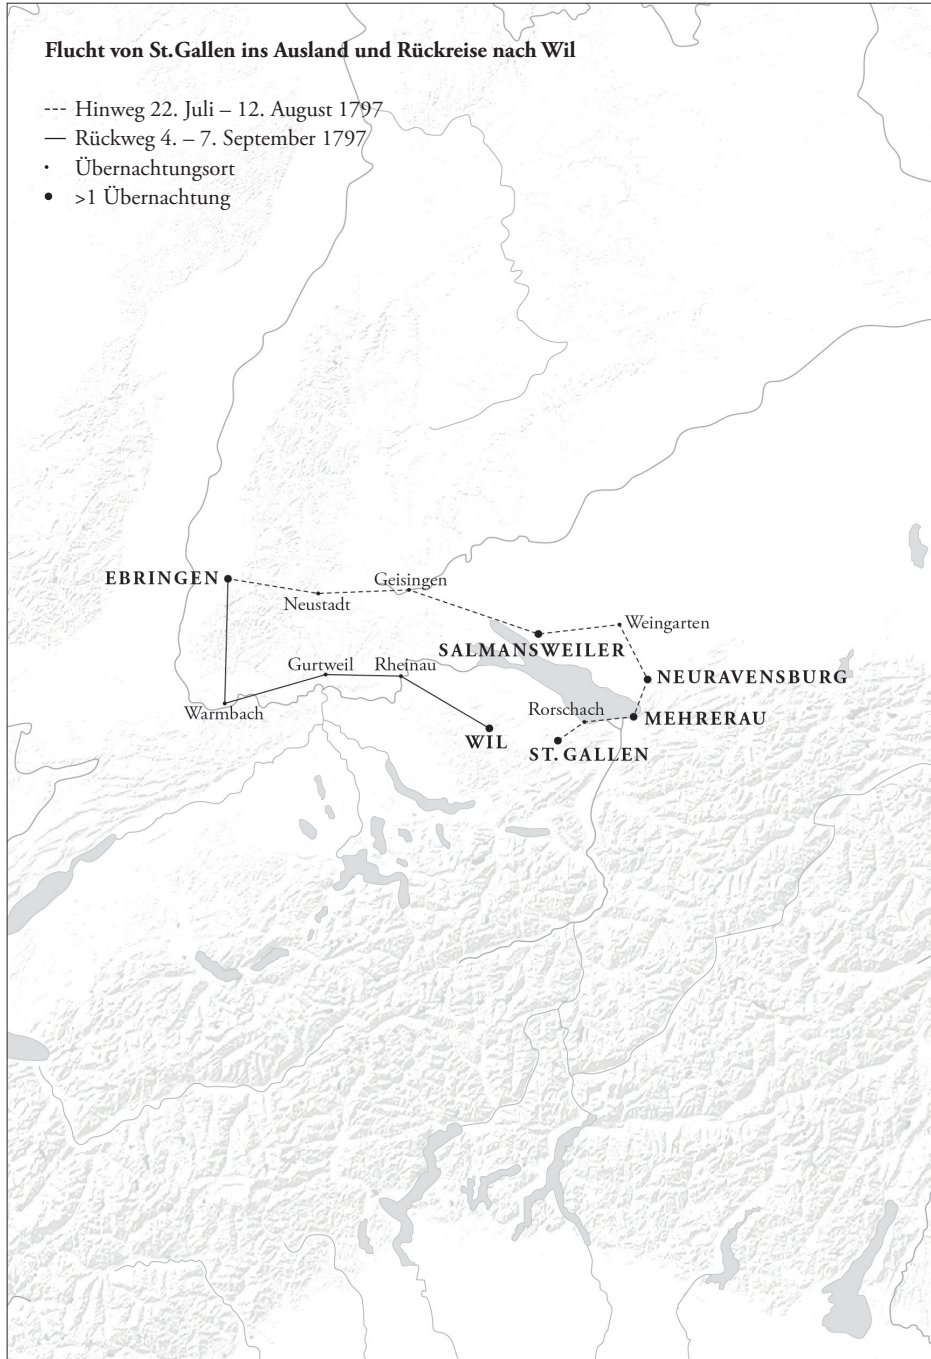 Flucht von St. Gallen ins Ausland und Rückreise nach Wil
--- Hinweg 22. Juli – 12. August 1797
— Rückweg 4. – 7. September 1797
· Übernachtungsort
• >1 Übernachtung
EBRINGEN
Geisingen
Neustadt
Weingarten
SALMANSWEILER
Gurtweil
Rheinau
NEURAVENSBURG
Warmbach
Rorschach
MEHRERAU
WIL
ST. GALLEN